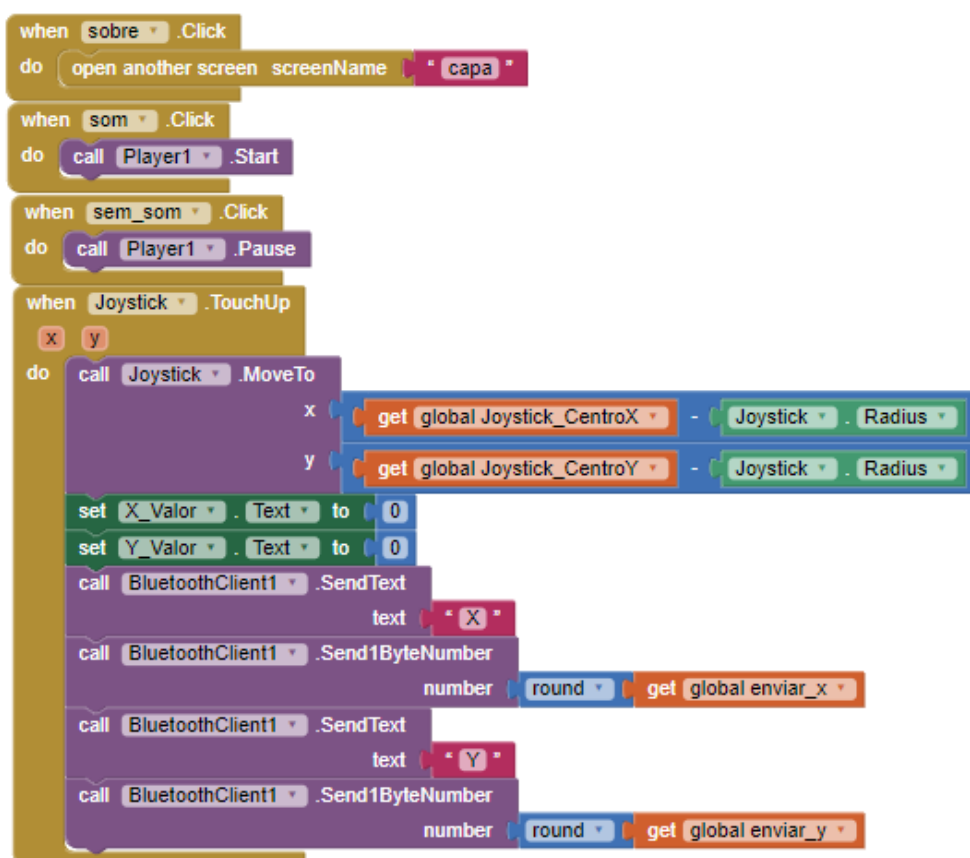 when sobre .Click
do open another screen screenName " capa "
when som .Click
do call Player1 .Start
when sem_som .Click
do call Player1 .Pause
when Joystick .TouchUp
x y
do call Joystick .MoveTo
x get global Joystick_CentroX - Joystick . Radius
y get global Joystick_CentroY - Joystick . Radius
set X_Valor . Text to 0
set Y_Valor . Text to 0
call BluetoothClient1 .SendText
text " X "
call BluetoothClient1 .Send1ByteNumber
number round get global enviar_x
call BluetoothClient1 .SendText
text " Y "
call BluetoothClient1 .Send1ByteNumber
number round get global enviar_y